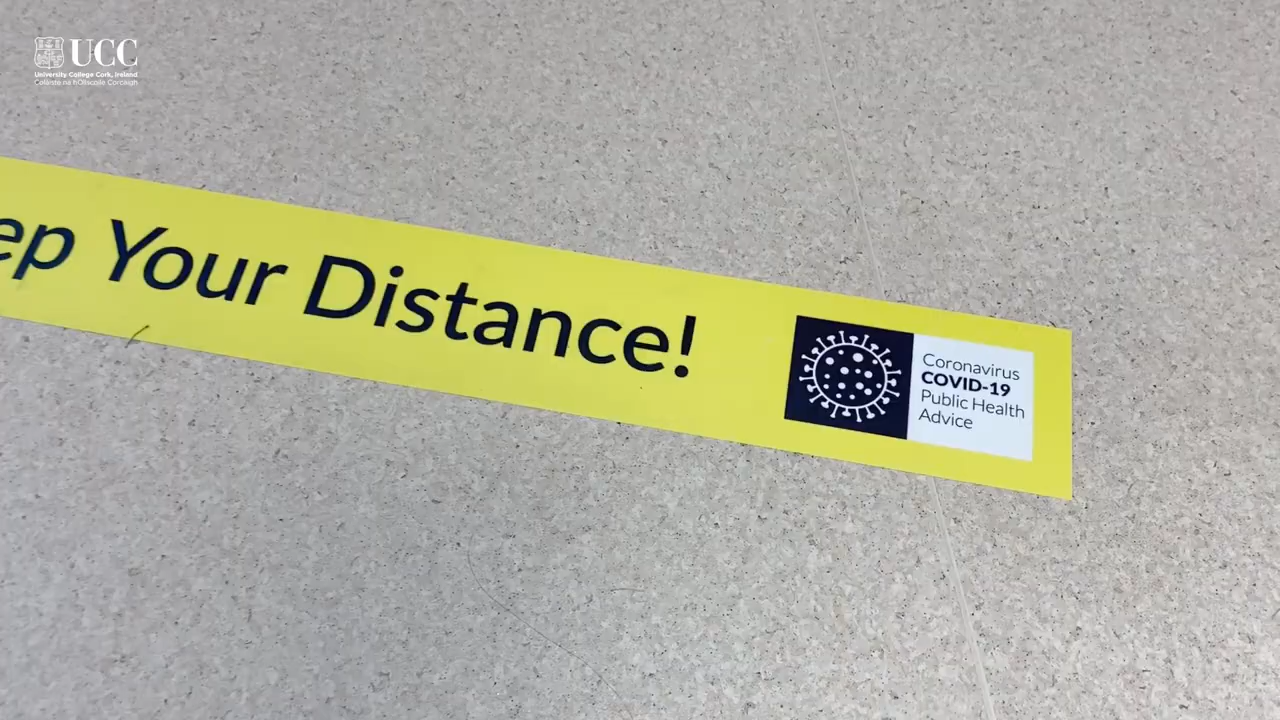 UCC
University College Cork, Ireland
Coláiste na hOllscoile Corcaigh
ep Your Distance!
Coronavirus
COVID-19
Public Health
Advice